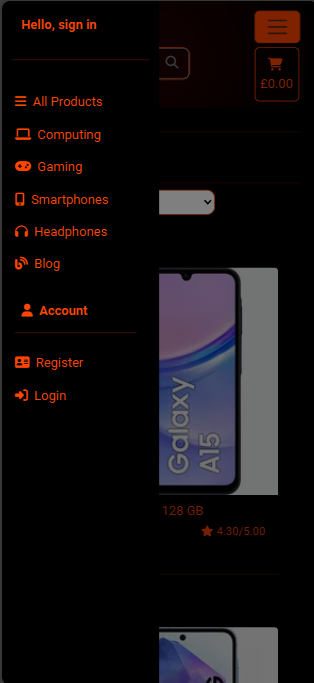 Hello, sign in
£0.00
All Products
Computing
Gaming
Smartphones
Headphones
Blog
Account
Register
Login
Galaxy
A15
128 GB
4.30/5.00